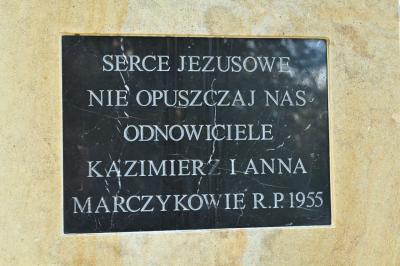 SERCE JEZUSOWE
NIE OPUSZCZAJ NAS
ODNOWICIELE
KAZIMIERZ I ANNA
MARCZYKOWIE R.P. 1955